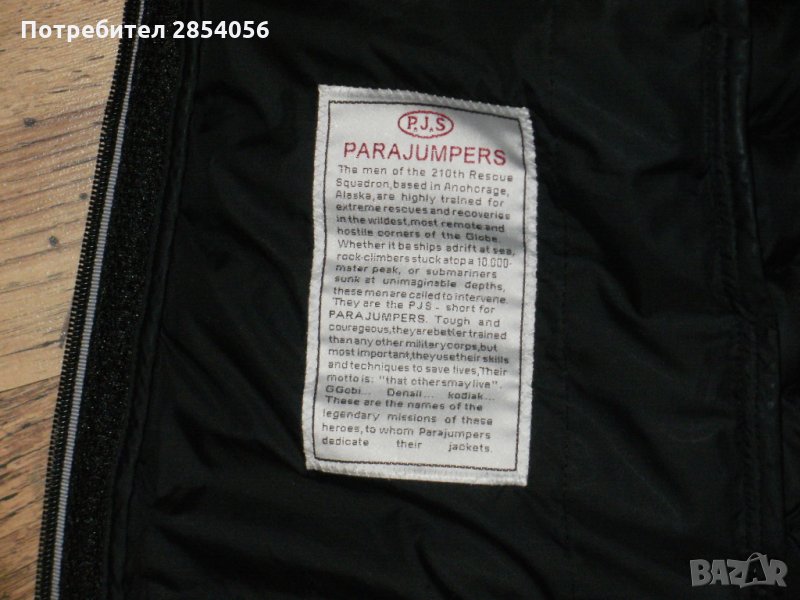 Потребител 2854056
P.J.S
PARAJUMPERS
The men of the 210th Rescue
Squadron,based in Anchorage,
Alaska,are highly trained for
extreme rescues and recoveries
in the wildest,most remote and
hostile corners of the Globe.
Whether it be ships adrift at sea,
rock-climbers stuck atop a 10.000-
mater peak, or submariners
sunk at unimaginable depths,
these men are called to intervene.
They are the PJS - short for
PARAJUMPERS. Tough and
courageous,they are better trained
than any other military corps,but
most important,they use their skills
and techniques to save lives,Their
motto is: "that others may live".
GGobi... Denali... kodiak...
These are the names of the
legendary missions of these
heroes, to whom Parajumpers
dedicate their jackets.
BAZAR